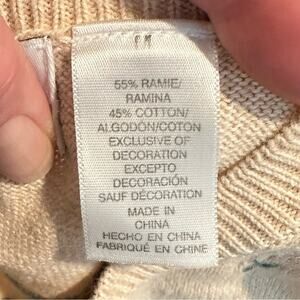 55% RAMIE/
RAMINA
45% COTTON/
ALGODÓN/COTON
EXCLUSIVE OF
DECORATION
EXCEPTO
DECORACIÓN
SAUF DÉCORATION
MADE IN
CHINA
HECHO EN CHINA
FABRIQUÉ EN CHINE